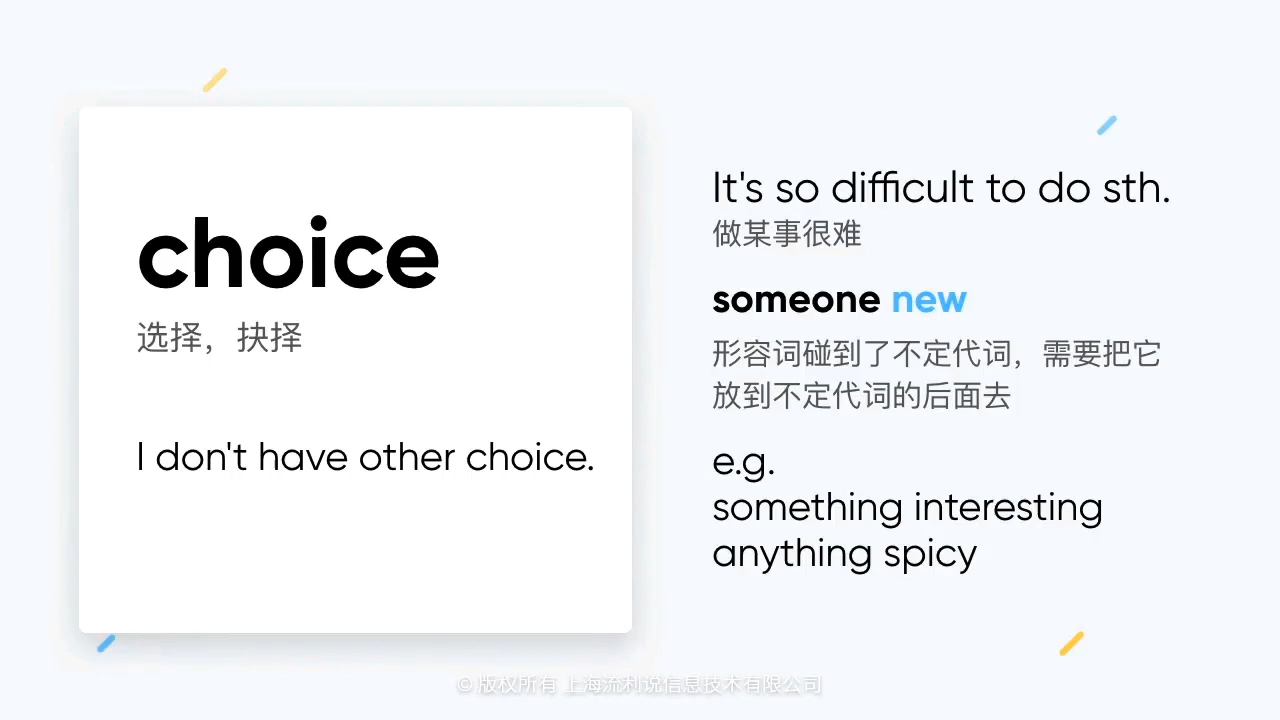 choice
选择，抉择
I don't have other choice.
It's so difficult to do sth.
做某事很难
someone new
形容词碰到了不定代词，需要把它
放到不定代词的后面去
e.g.
something interesting
anything spicy
© 版权所有 上海流利说信息技术有限公司